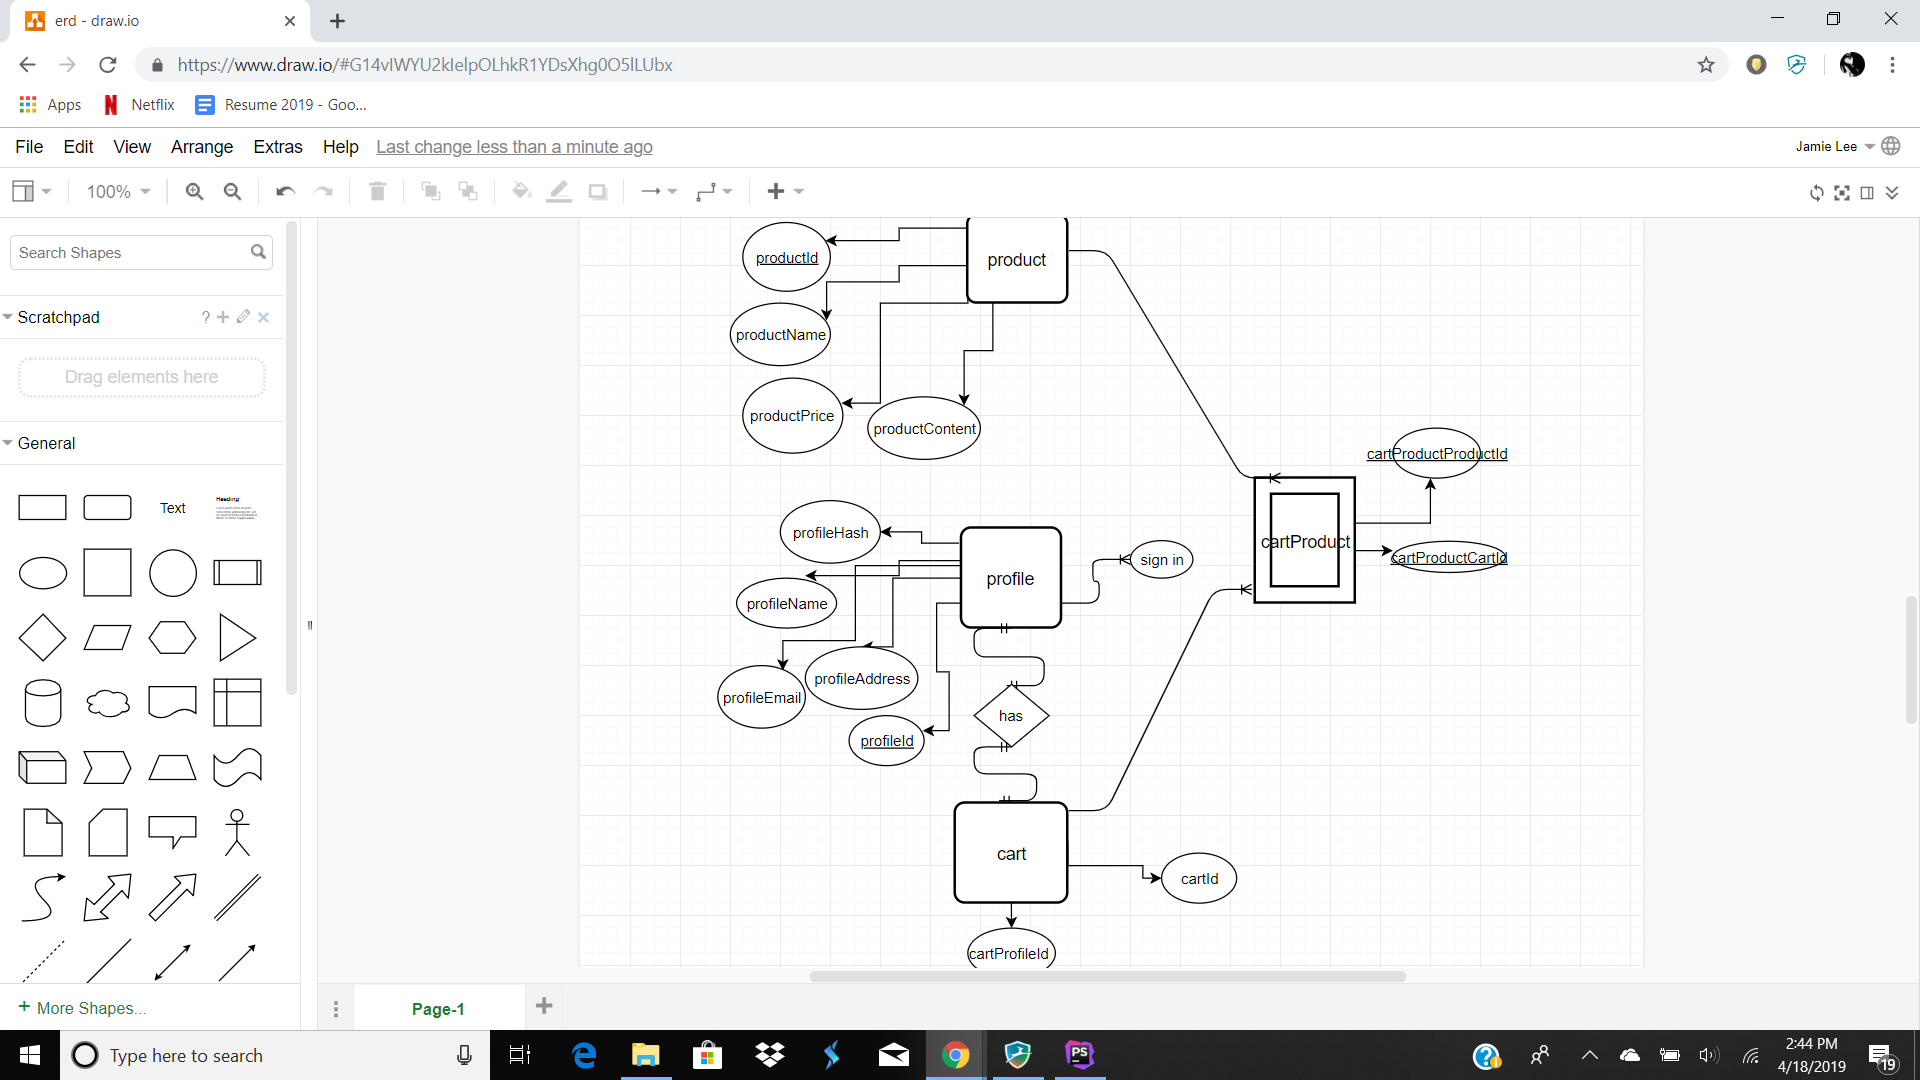 erd - draw.io
https://www.draw.io/#G14vIWYU2kIelpOLhkR1YDsXhg0O5lLUbx
Apps
Netflix
Resume 2019 - Goo...
File Edit View Arrange Extras Help Last change less than a minute ago
Jamie Lee
100%
Search Shapes
Scratchpad
?
Drag elements here
General
Text
Heading
productId
product
productName
productPrice
productContent
cartProductProductId
cartProduct
cartProductCartId
profileHash
profile
sign in
profileName
profileAddress
profileEmail
profileId
has
cart
cartId
cartProfileId
+ More Shapes...
Page-1
Type here to search
PS
2:44 PM
4/18/2019
19